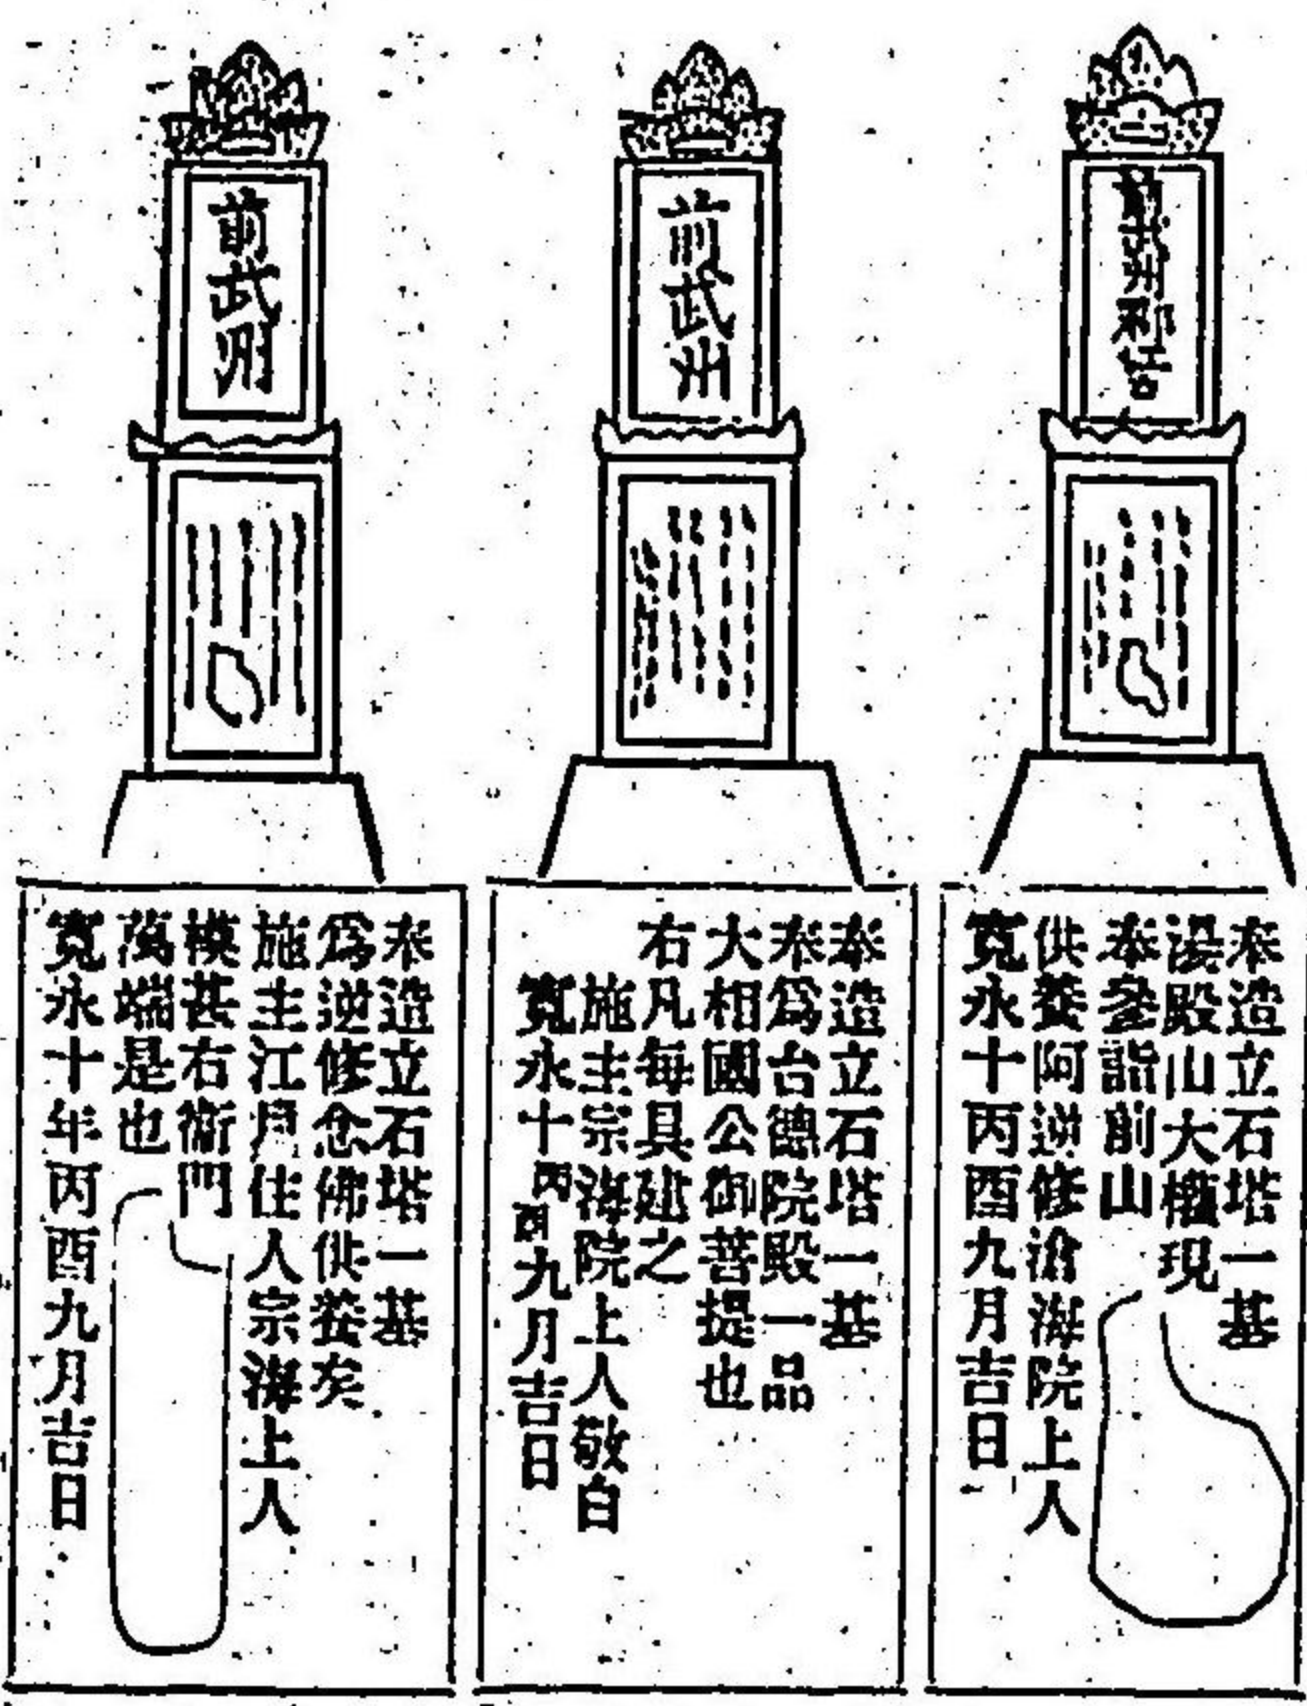 前武州
奉造立石塔一基
湯殿山大權現
奉參詣前山
供養阿逆修滄海院上人
寛永十丙酉九月吉日
前武州
奉造立石塔一基
奉爲台德院殿一品
大相國公御菩提也
右凡每具建之
施主宗海院上人敬白
寛永十丙酉九月吉日
前武州
奉造立石塔一基
爲逆修念佛供養矣
施主江戸住人宗海上人
模甚右衞門
萬端是也
寛永十年丙酉九月吉日